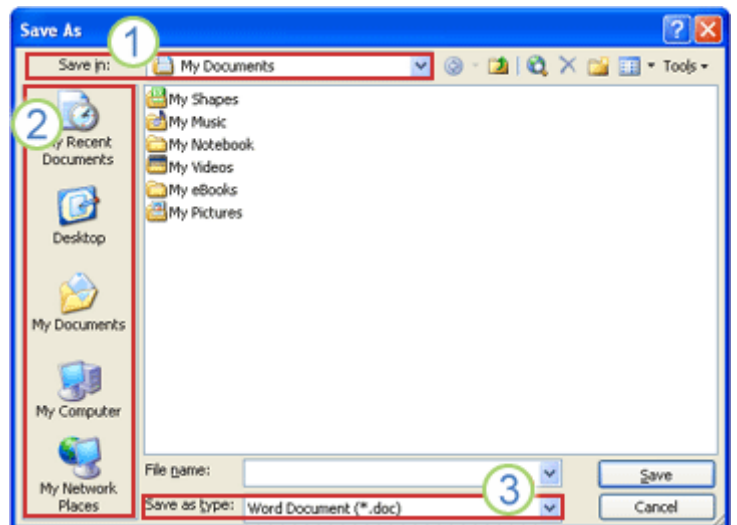 Save As
?
1
Save in:
My Documents
Tools
2
My Recent
Documents
Desktop
My Documents
My Computer
My Network
Places
My Shapes
My Music
My Notebook
My Videos
My eBooks
My Pictures
File name:
Save
3
Save as type:
Word Document (*.doc)
Cancel